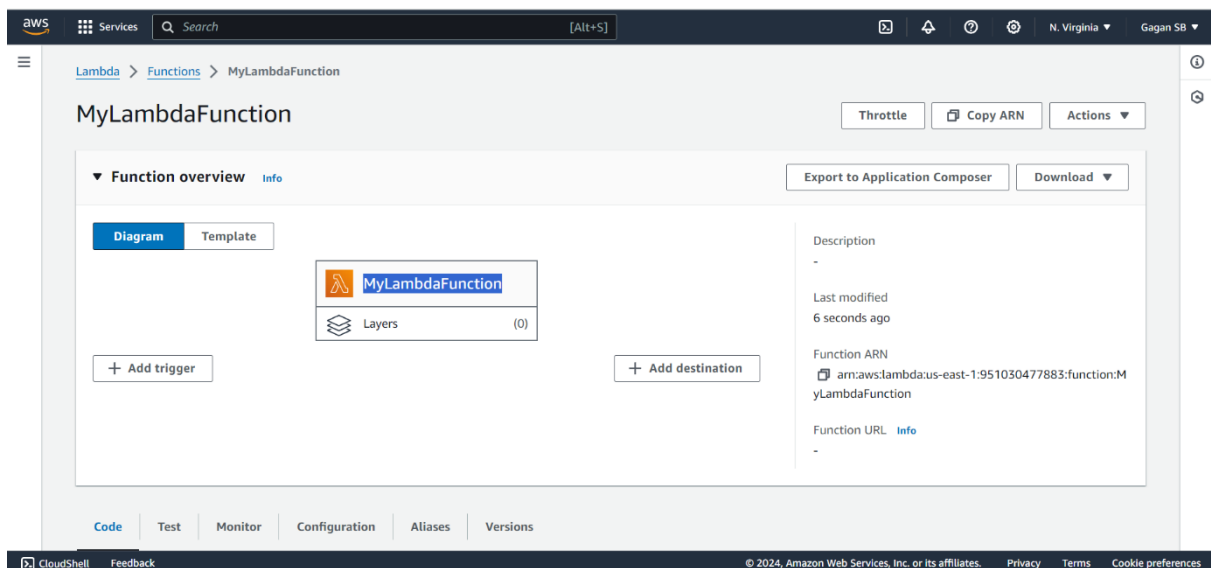 aws Services Search [Alt+S] N. Virginia Gagan SB
Lambda > Functions > MyLambdaFunction
MyLambdaFunction
Throttle Copy ARN Actions
Function overview Info
Export to Application Composer Download
Diagram Template
MyLambdaFunction
Layers (0)
+ Add trigger
+ Add destination
Description
-
Last modified
6 seconds ago
Function ARN
arn:aws:lambda:us-east-1:951030477883:function:M
yLambdaFunction
Function URL Info
-
Code Test Monitor Configuration Aliases Versions
CloudShell Feedback © 2024, Amazon Web Services, Inc. or its affiliates. Privacy Terms Cookie preferences